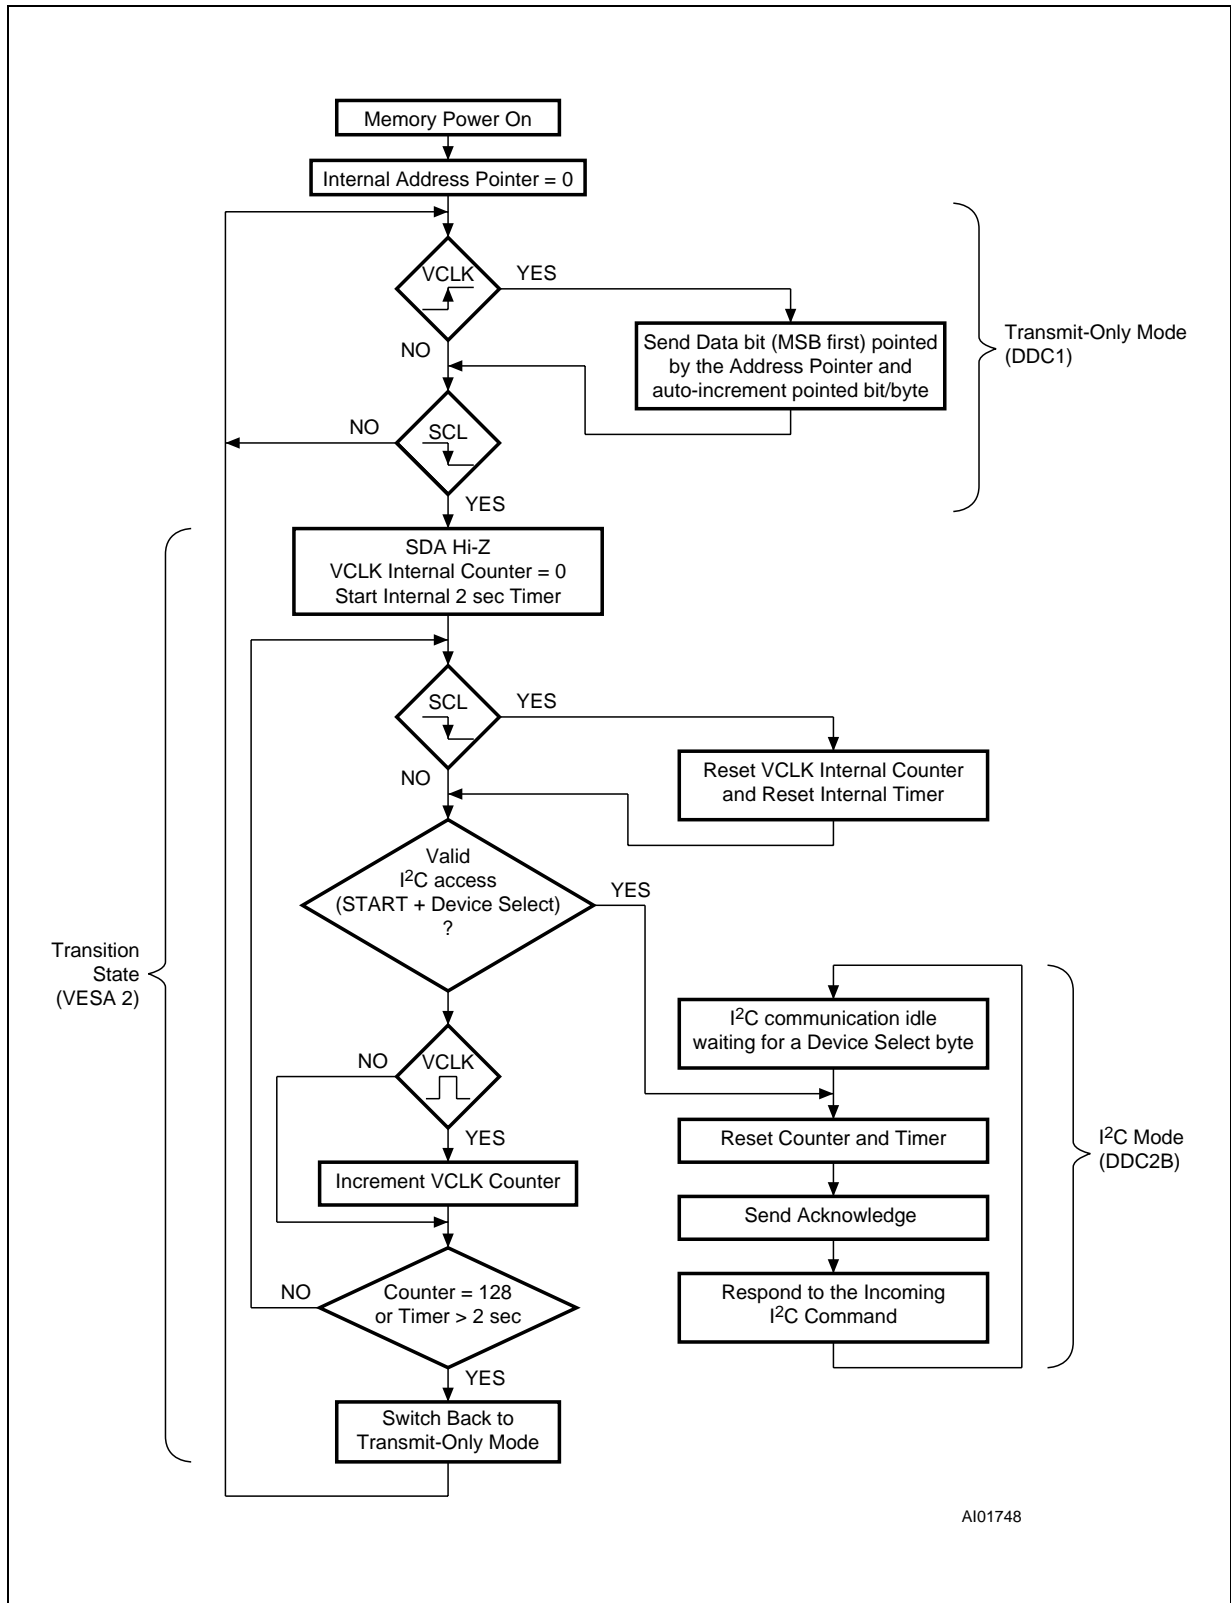 Memory Power On
Internal Address Pointer = 0
VCLK
YES
NO
Send Data bit (MSB first) pointed
by the Address Pointer and
auto-increment pointed bit/byte
Transmit-Only Mode
(DDC1)
NO
SCL
YES
SDA Hi-Z
VCLK Internal Counter = 0
Start Internal 2 sec Timer
SCL
YES
NO
Reset VCLK Internal Counter
and Reset Internal Timer
Valid
I²C access
(START + Device Select)
?
YES
Transition
State
(VESA 2)
I²C communication idle
waiting for a Device Select byte
NO
VCLK
YES
Increment VCLK Counter
Reset Counter and Timer
I²C Mode
(DDC2B)
Send Acknowledge
NO
Counter = 128
or Timer > 2 sec
Respond to the Incoming
I²C Command
YES
Switch Back to
Transmit-Only Mode
AI01748